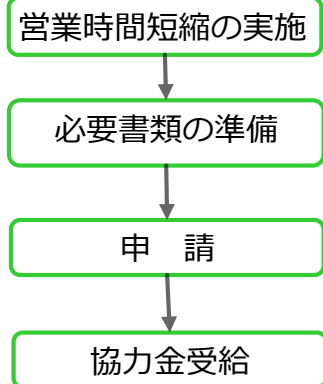 営業時間短縮の実施
必要書類の準備
申　請
協力金受給